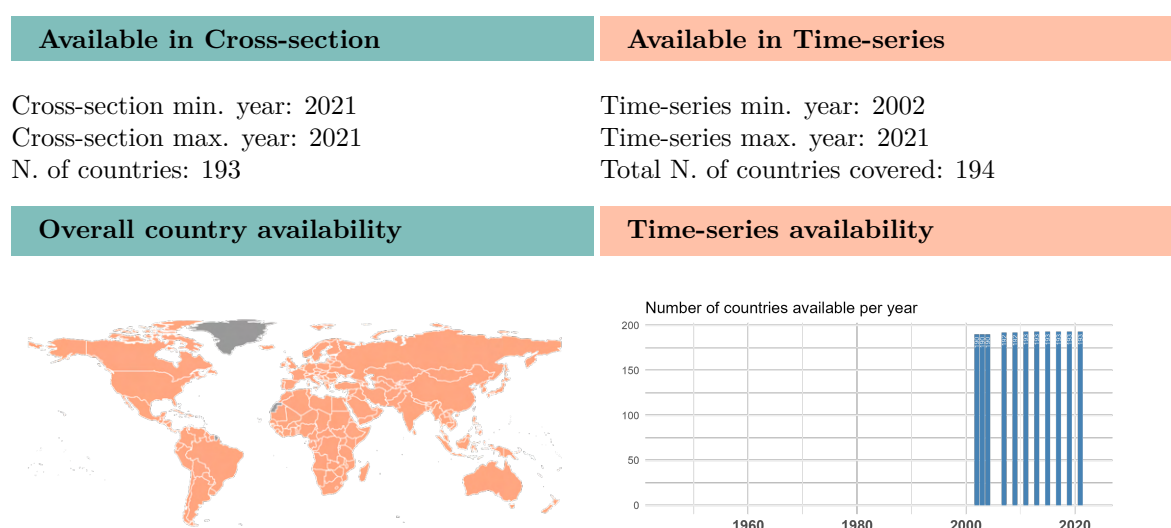 Available in Cross-section
Available in Time-series
Cross-section min. year: 2021
Cross-section max. year: 2021
N. of countries: 193
Time-series min. year: 2002
Time-series max. year: 2021
Total N. of countries covered: 194
Overall country availability
Time-series availability
Number of countries available per year
200
150
100
50
0
1960
1980
2000
2020